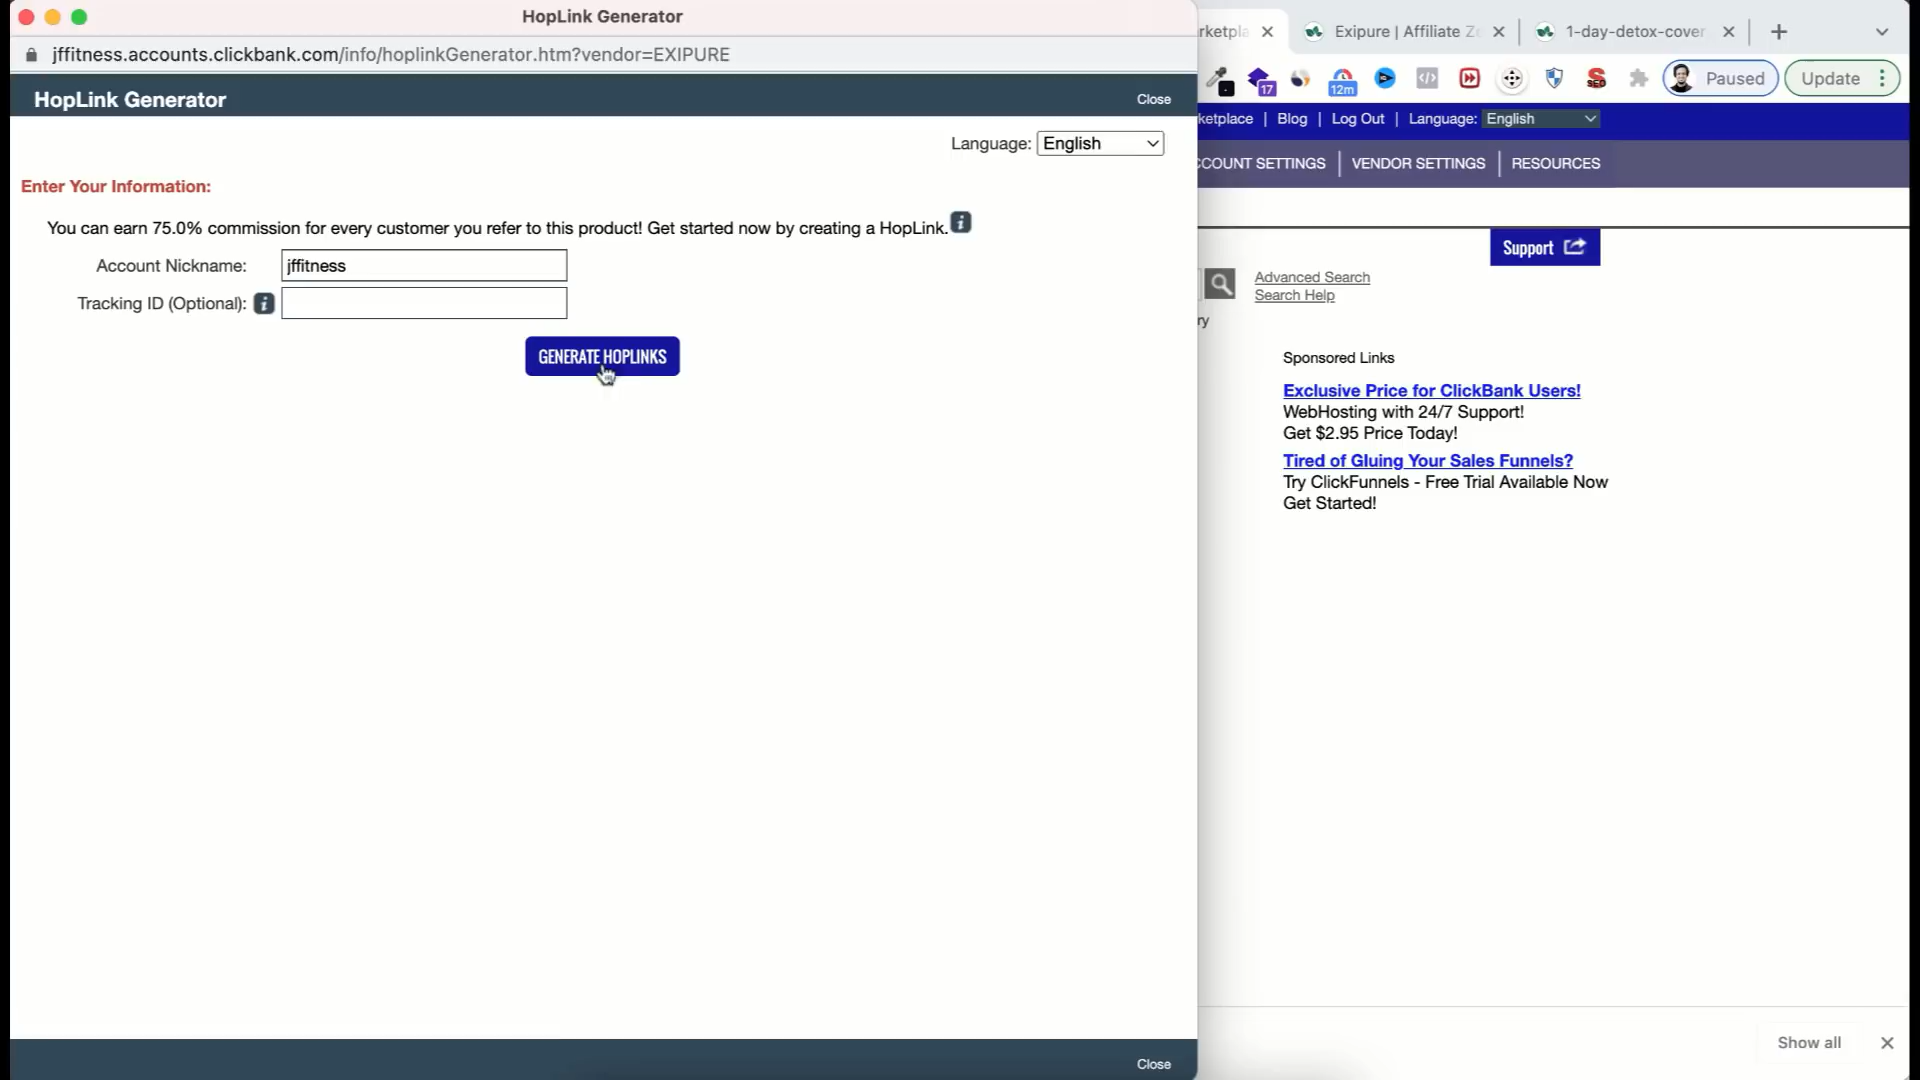 HopLink Generator
jffitness.accounts.clickbank.com/info/hoplinkGenerator.htm?vendor=EXIPURE
HopLink Generator
Close
Language: English
Enter Your Information:
You can earn 75.0% commission for every customer you refer to this product! Get started now by creating a HopLink.
Account Nickname: jffitness
Tracking ID (Optional):
GENERATE HOPLINKS
Close
Exipure | Affiliate
1-day-detox-cover
17
12m
SEO
Paused
Update
ketplace | Blog | Log Out | Language: English
CCOUNT SETTINGS | VENDOR SETTINGS | RESOURCES
Support
Advanced Search
Search Help
ry
Sponsored Links
Exclusive Price for ClickBank Users!
WebHosting with 24/7 Support!
Get $2.95 Price Today!
Tired of Gluing Your Sales Funnels?
Try ClickFunnels - Free Trial Available Now
Get Started!
Show all